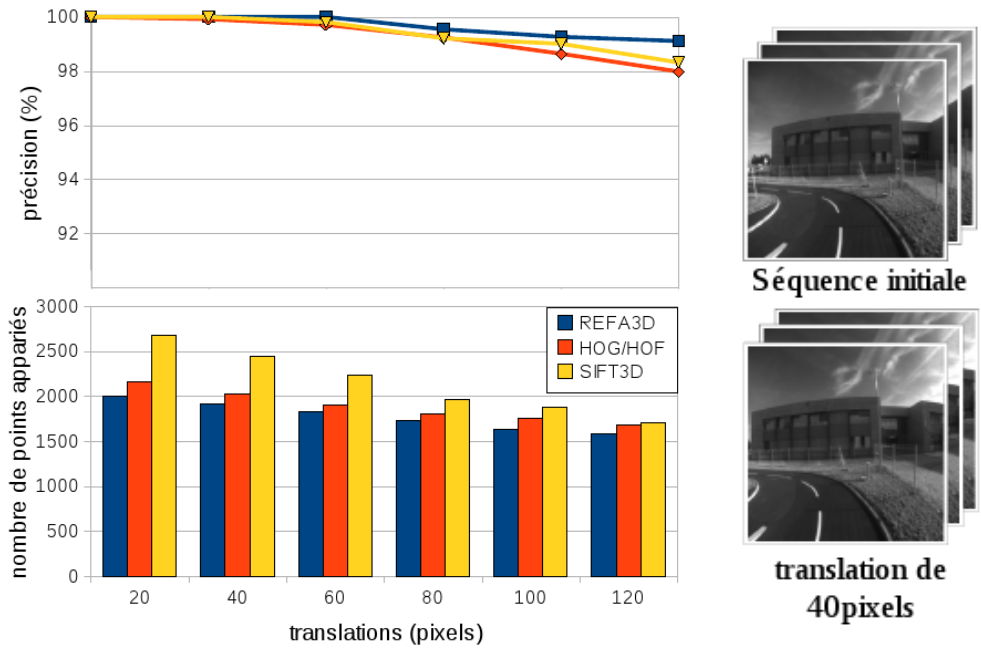 100
98
96
94
92
précision (%)
3000
2500
2000
1500
1000
500
0
nombre de points appariés
REFA3D
HOG/HOF
SIFT3D
20 40 60 80 100 120
translations (pixels)
Séquence initiale
translation de
40pixels